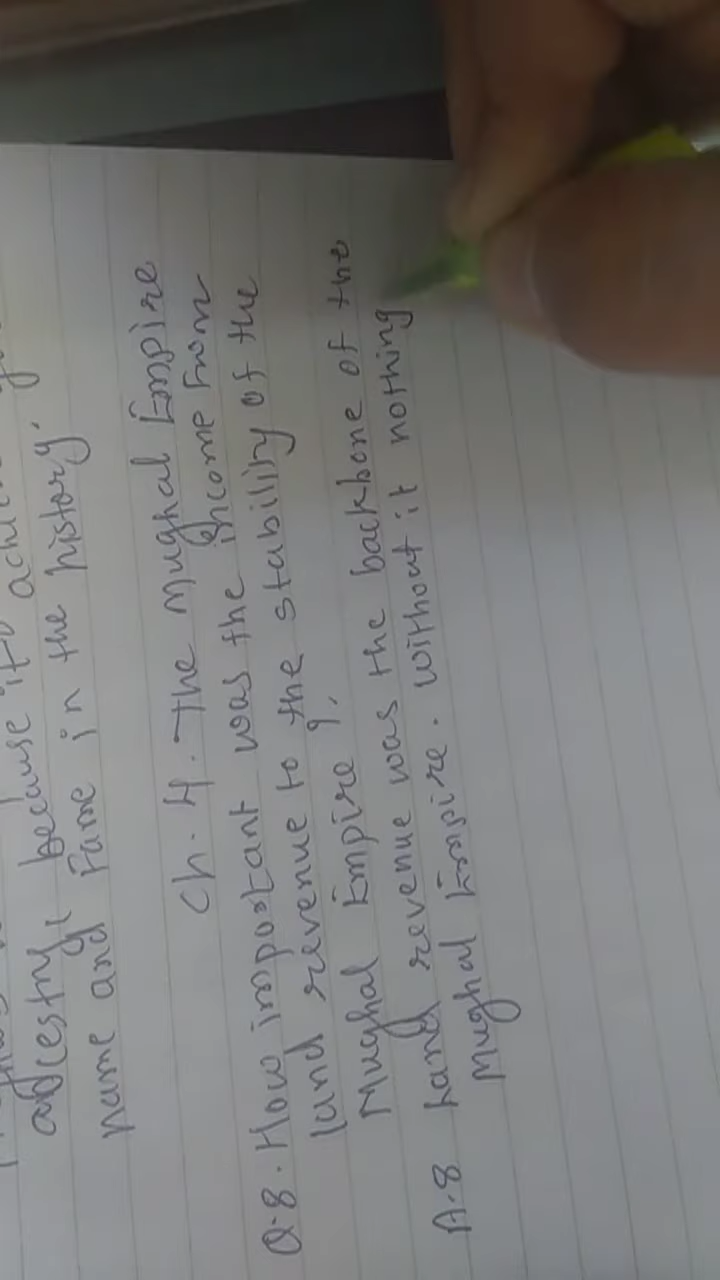 ancestry, because it achieve
name and Fame in the history.
Ch. 4. The Mughal Empire
Q.8. How important was the income From
land revenue to the stability of the
Mughal Empire?
A.8 Land revenue was the backbone of the
Mughal Empire. without it nothing